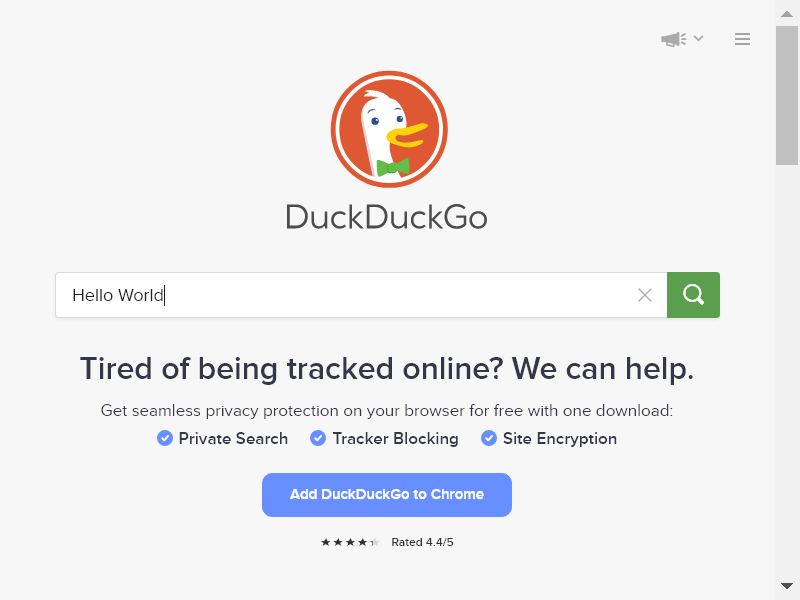 DuckDuckGo
Hello World
Tired of being tracked online? We can help.
Get seamless privacy protection on your browser for free with one download:
Private Search Tracker Blocking Site Encryption
Add DuckDuckGo to Chrome
Rated 4.4/5